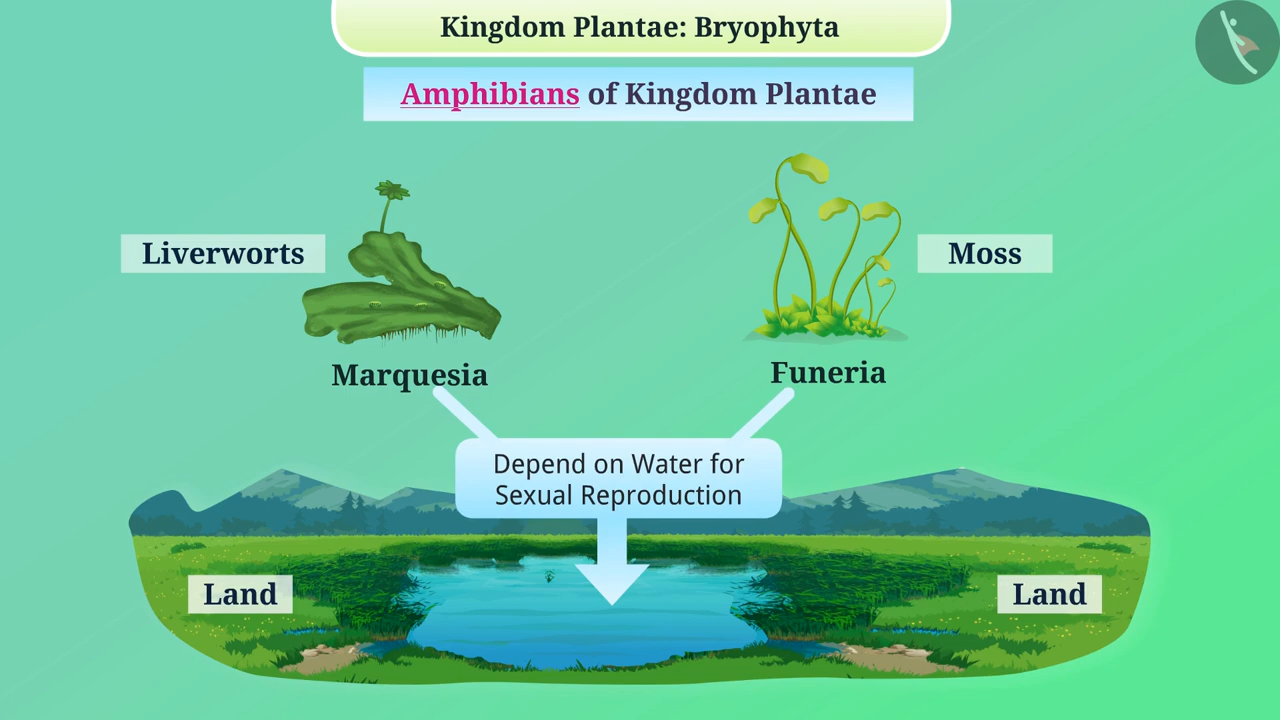 Kingdom Plantae: Bryophyta
Amphibians of Kingdom Plantae
Liverworts
Moss
Marquesia
Funeria
Depend on Water for
Sexual Reproduction
Land
Land